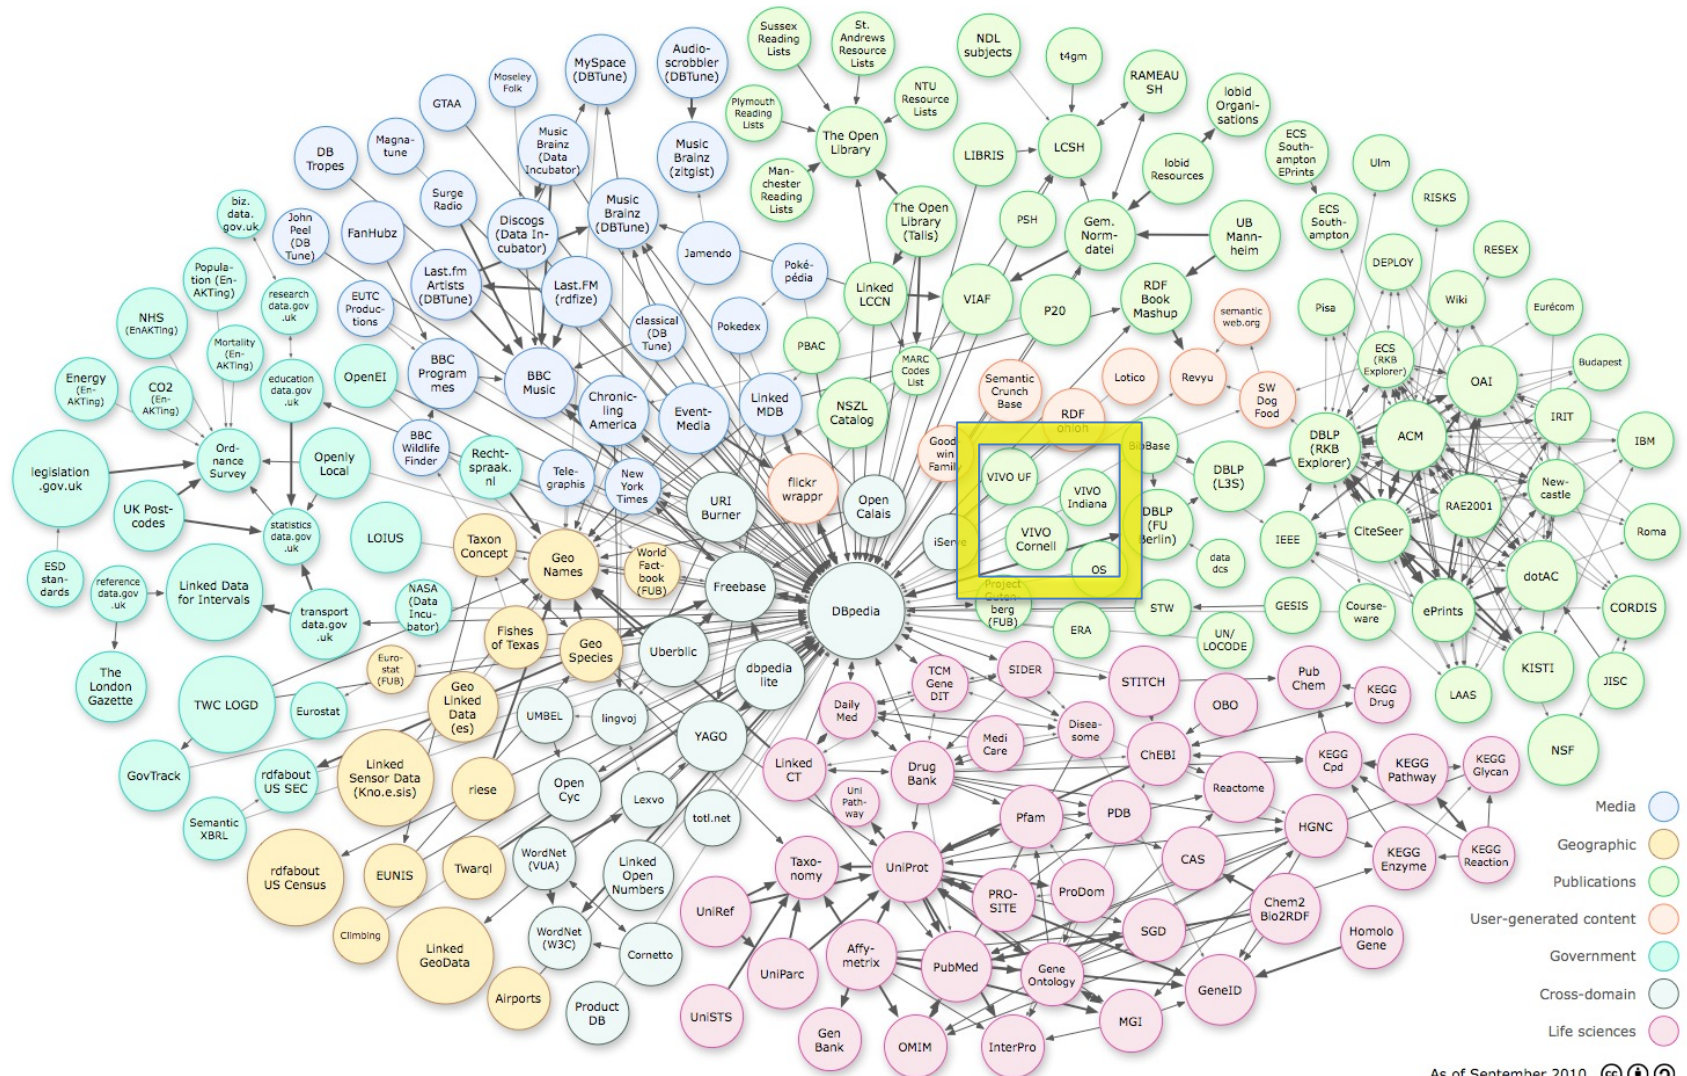 Sussex
Reading
Lists
St.
Andrews
Resource
Lists
NDL
subjects
t4gm
RAMEAU
SH
lobid
Organi-
sations
Audio-
scrobbler
(DBTune)
MySpace
(DBTune)
Moseley
Folk
GTAA
Plymouth
Reading
Lists
NTU
Resource
Lists
The Open
Library
LIBRIS
LCSH
lobid
Resources
ECS
South-
ampton
EPrints
Ulm
Magna-
tune
DB
Tropes
Music
Brainz
(Data
Incubator)
Music
Brainz
(zitgist)
Man-
chester
Reading
Lists
RISKS
biz.
data.
gov.uk
John
Peel
(DB
Tune)
FanHubz
Surge
Radio
Discogs
(Data In-
cubator)
Music
Brainz
(DBTune)
Jamendo
The Open
Library
(Talis)
PSH
Gem.
Norm-
datei
UB
Mann-
heim
ECS
South-
ampton
RESEX
DEPLOY
Popula-
tion (En-
AKTing)
research
data.gov
.uk
EUTC
Produc-
tions
Last.fm
Artists
(DBTune)
Last.FM
(rdfize)
Poké-
pédia
Linked
LCCN
VIAF
P20
RDF
Book
Mashup
semantic
web.org
Pisa
Wiki
Eurécom
NHS
(EnAKTing)
Mortality
(En-
AKTing)
classical
(DB
Tune)
Pokedex
PBAC
MARC
Codes
List
ECS
(RKB
Explorer)
Budapest
Energy
(En-
AKTing)
CO2
(En-
AKTing)
education
data.gov
.uk
OpenEI
BBC
Program
mes
BBC
Music
Chronic-
ling
America
Event-
Media
Linked
MDB
NSZL
Catalog
Semantic
Crunch
Base
RDF
ohloh
Lotico
Revyu
SW
Dog
Food
OAI
IRIT
legislation
.gov.uk
Ord-
nance
Survey
Openly
Local
BBC
Wildlife
Finder
Recht-
spraak.
nl
Tele-
graphis
New
York
Times
URI
Burner
flickr
wrappr
Open
Calais
Good-
win
Family
VIVO UF
VIVO
Indiana
VIVO
Cornell
OS
BibBase
DBLP
(L3S)
DBLP
(RKB
Explorer)
ACM
IBM
New-
castle
RAE2001
UK Post-
codes
statistics
data.gov
.uk
LOIUS
Taxon
Concept
Geo
Names
World
Fact-
book
(FUB)
Freebase
DBpedia
iServe
DBLP
(FU
Berlin)
IEEE
data
dcs
CiteSeer
Roma
ESD
stan-
dards
reference
data.gov
.uk
Linked Data
for Intervals
transport
data.gov
.uk
NASA
(Data
Incu-
bator)
Fishes
of Texas
Geo
Species
Uberblic
dbpedia
lite
Project
Guten-
berg
(FUB)
ERA
STW
UN/
LOCODE
GESIS
Course-
ware
ePrints
dotAC
CORDIS
The
London
Gazette
TWC LOGD
Eurostat
Euro-
stat
(FUB)
Geo
Linked
Data
(es)
UMBEL
lingvoj
YAGO
Daily
Med
TCM
Gene
DIT
SIDER
STITCH
Pub
Chem
KEGG
Drug
LAAS
KISTI
JISC
GovTrack
rdfabout
US SEC
Linked
Sensor Data
(Kno.e.sis)
riese
Open
Cyc
Lexvo
totl.net
Linked
CT
Uni
Path-
way
Drug
Bank
Medi
Care
Disea-
some
ChEBI
OBO
KEGG
Cpd
KEGG
Pathway
KEGG
Glycan
NSF
Semantic
XBRL
rdfabout
US Census
EUNIS
Twarql
WordNet
(VUA)
Linked
Open
Numbers
Taxo-
nomy
UniProt
Pfam
PDB
Reactome
HGNC
CAS
KEGG
Enzyme
KEGG
Reaction
Climbing
Linked
GeoData
Airports
WordNet
(W3C)
Cornetto
Product
DB
UniRef
UniParc
UniSTS
Affy-
metrix
PRO-
SITE
ProDom
PubMed
Gene
Ontology
SGD
Chem2
Bio2RDF
Homolo
Gene
GeneID
MGI
Gen
Bank
OMIM
InterPro
Media
Geographic
Publications
User-generated content
Government
Cross-domain
Life sciences
As of September 2010